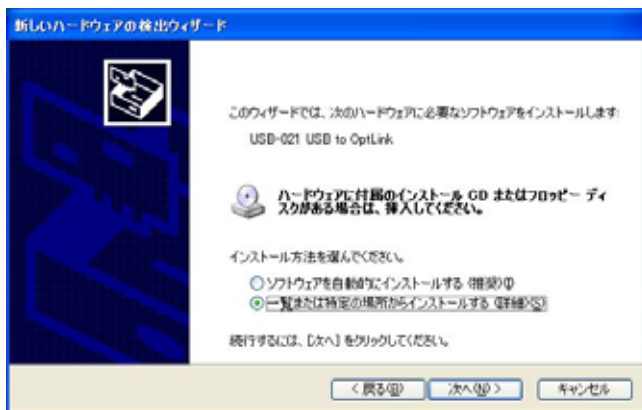 新しいハードウェアの検出ウィザード
このウィザードでは、次のハードウェアに必要なソフトウェアをインストールします:
USB-021 USB to OptLink
ハードウェアに付属のインストール CD またはフロッピー ディ
スクがある場合は、挿入してください。
インストール方法を選んでください。
ソフトウェアを自動的にインストールする (推奨)(I)
一覧または特定の場所からインストールする (詳細)(S)
続行するには、[次へ] をクリックしてください。
< 戻る(B)
次へ(N) >
キャンセル